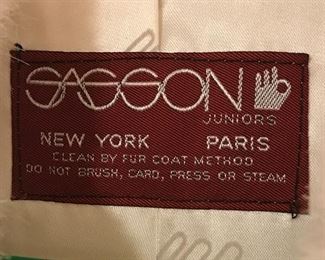 SASSON
JUNIORS
NEW YORK PARIS
CLEAN BY FUR COAT METHOD
DO NOT BRUSH, CARD, PRESS OR STEAM